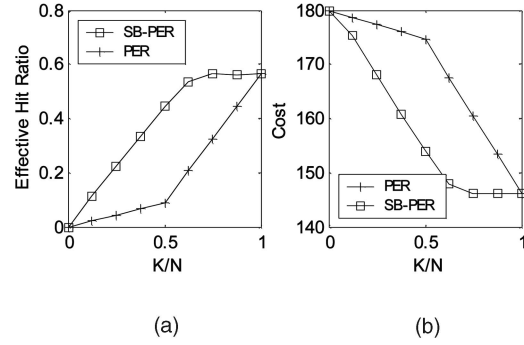 0.8
0.6
0.4
0.2
0
Effective Hit Ratio
SB-PER
PER
0 0.5 1
K/N
(a)
180
170
160
150
140
Cost
PER
SB-PER
0 0.5 1
K/N
(b)